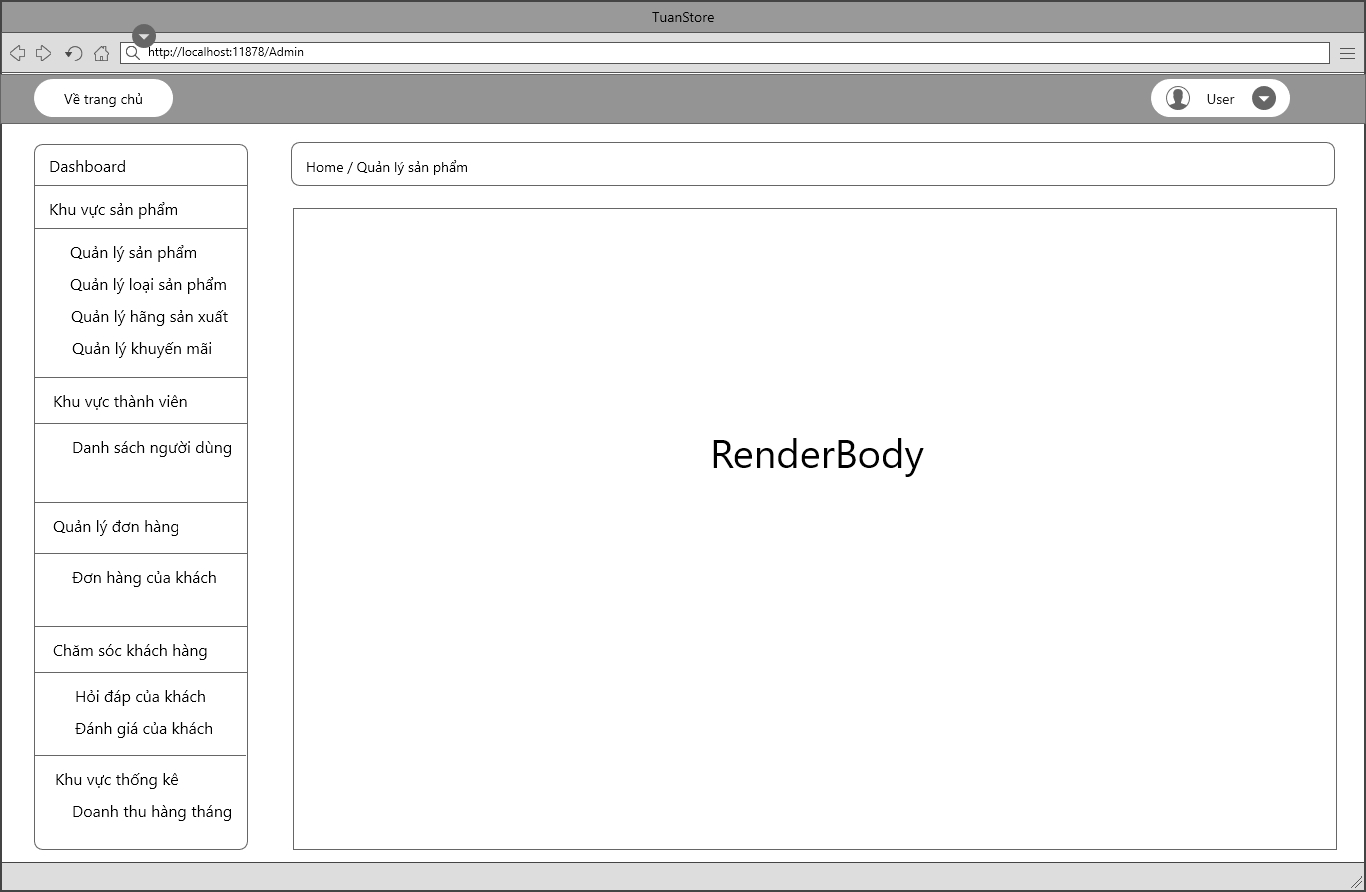 TuanStore
http://localhost:11878/Admin
Về trang chủ
User
Dashboard
Khu vực sản phẩm
Quản lý sản phẩm
Quản lý loại sản phẩm
Quản lý hãng sản xuất
Quản lý khuyến mãi
Khu vực thành viên
Danh sách người dùng
Quản lý đơn hàng
Đơn hàng của khách
Chăm sóc khách hàng
Hỏi đáp của khách
Đánh giá của khách
Khu vực thống kê
Doanh thu hàng tháng
Home / Quản lý sản phẩm
RenderBody